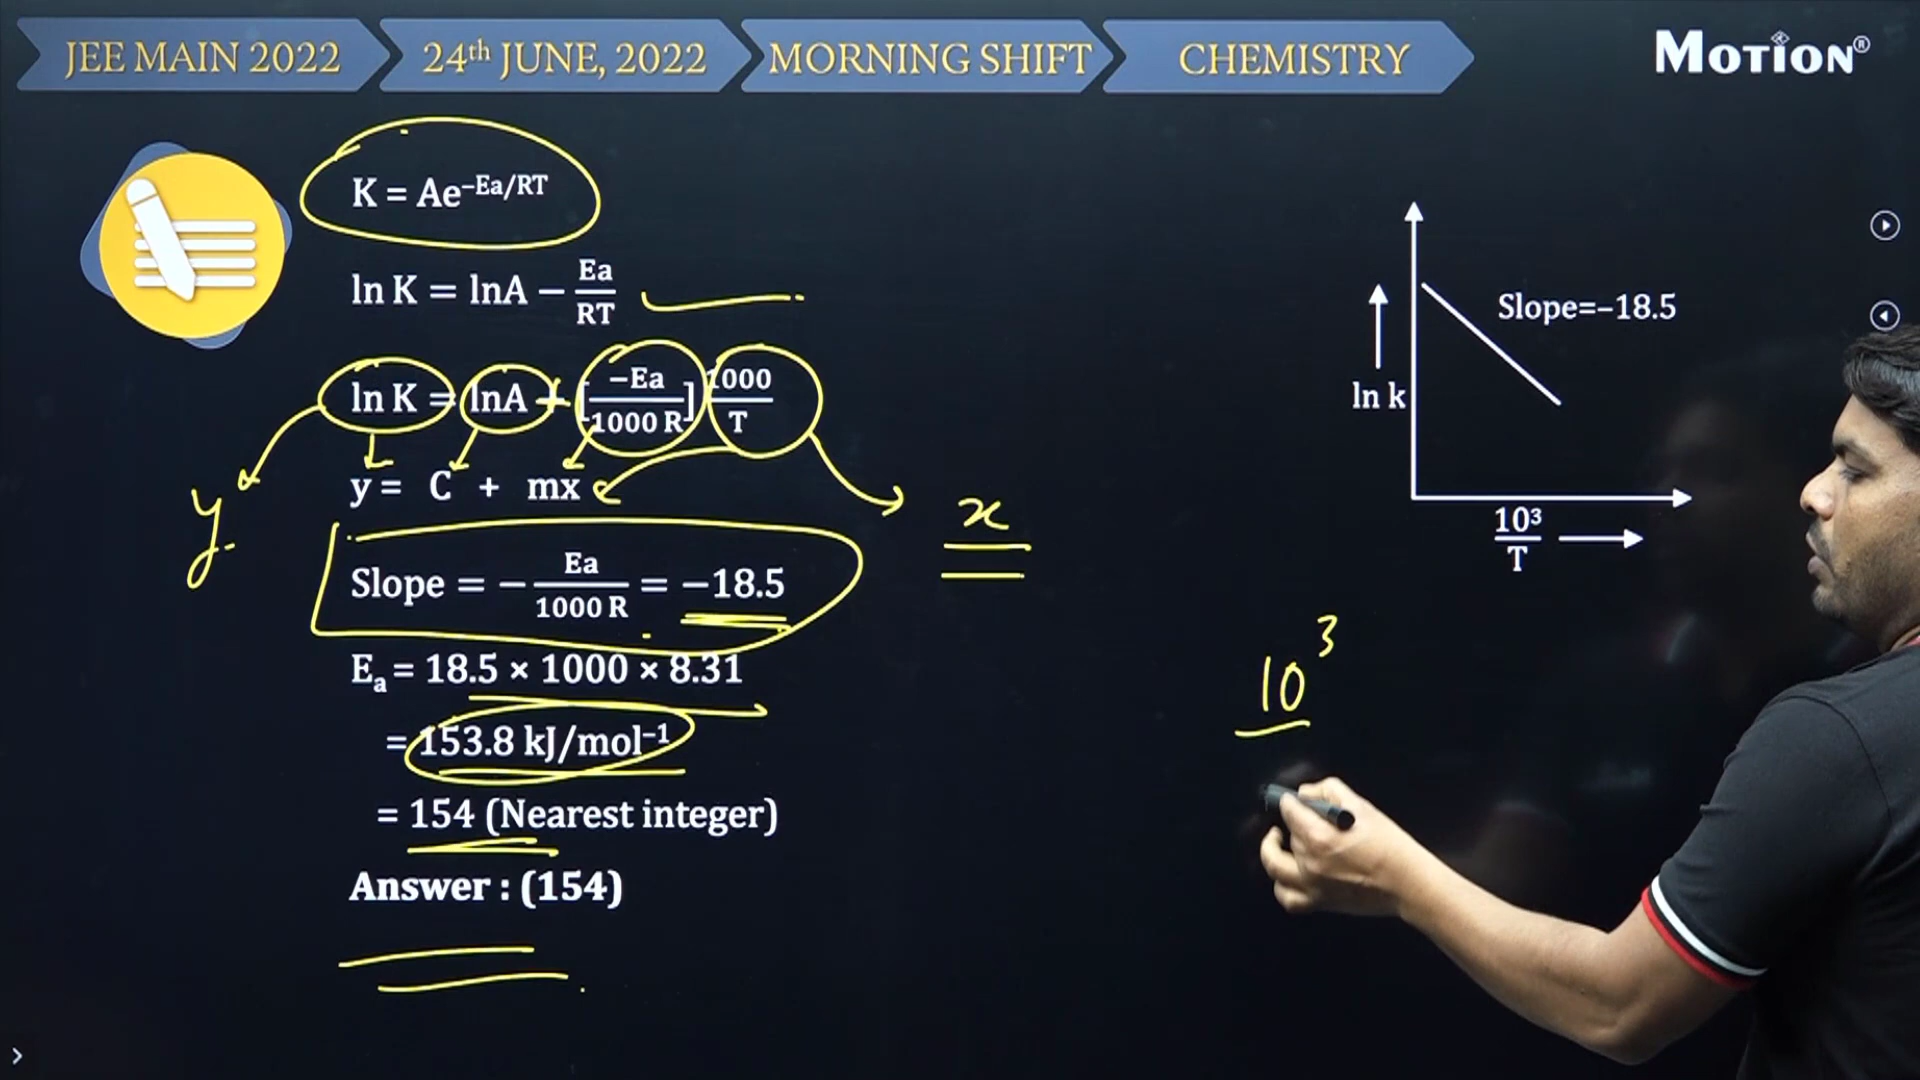 JEE MAIN 2022 24th JUNE, 2022 MORNING SHIFT CHEMISTRY MOTION®
K = Ae⁻ᴱᵃ/ᴿᵀ
ln K = lnA − Ea/RT
ln K = lnA + [−Ea/1000 R] 1000/T
y = C + mx
y
x
Slope = − Ea/1000 R = −18.5
Eₐ = 18.5 × 1000 × 8.31
= 153.8 kJ/mol⁻¹
= 154 (Nearest integer)
Answer : (154)
Slope=−18.5
ln k
10³/T
10³